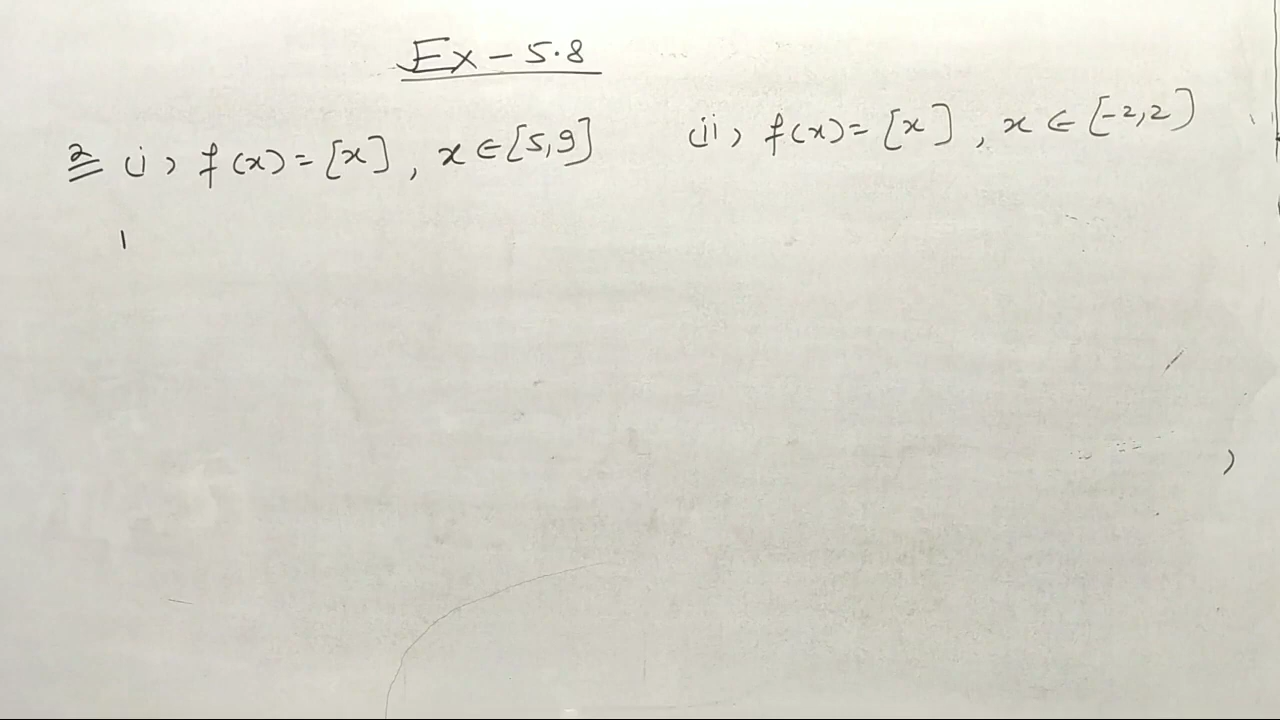 Ex - 5.8
2 (i) f(x) = [x], x ∈ [5,9]    (ii) f(x) = [x], x ∈ [-2,2]